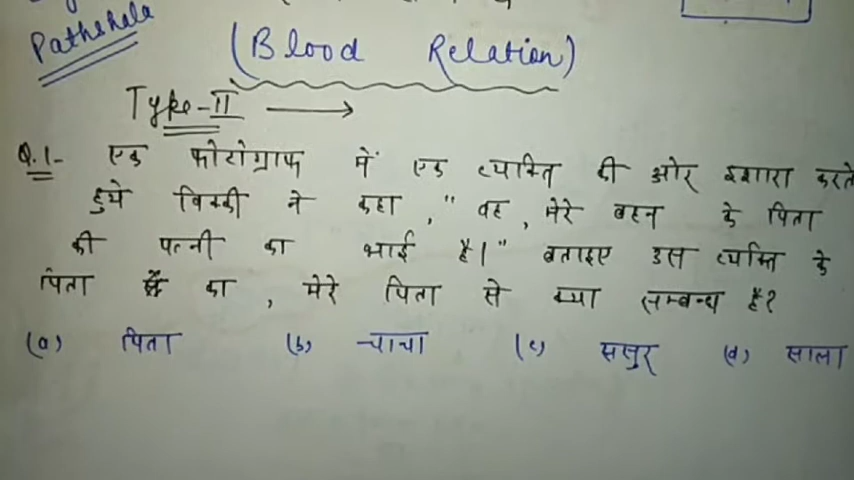 Pathshala
(Blood Relation)
Type-II
Q.1- एक फोटोग्राफ में एक व्यक्ति की ओर इशारा करते
हुये विक्की ने कहा, "वह, मेरे बहन के पिता
की पत्नी का भाई है।" बताइए उस व्यक्ति के
पिता का, मेरे पिता से क्या सम्बन्ध है?
(a) पिता (b) चाचा (c) ससुर (d) साला